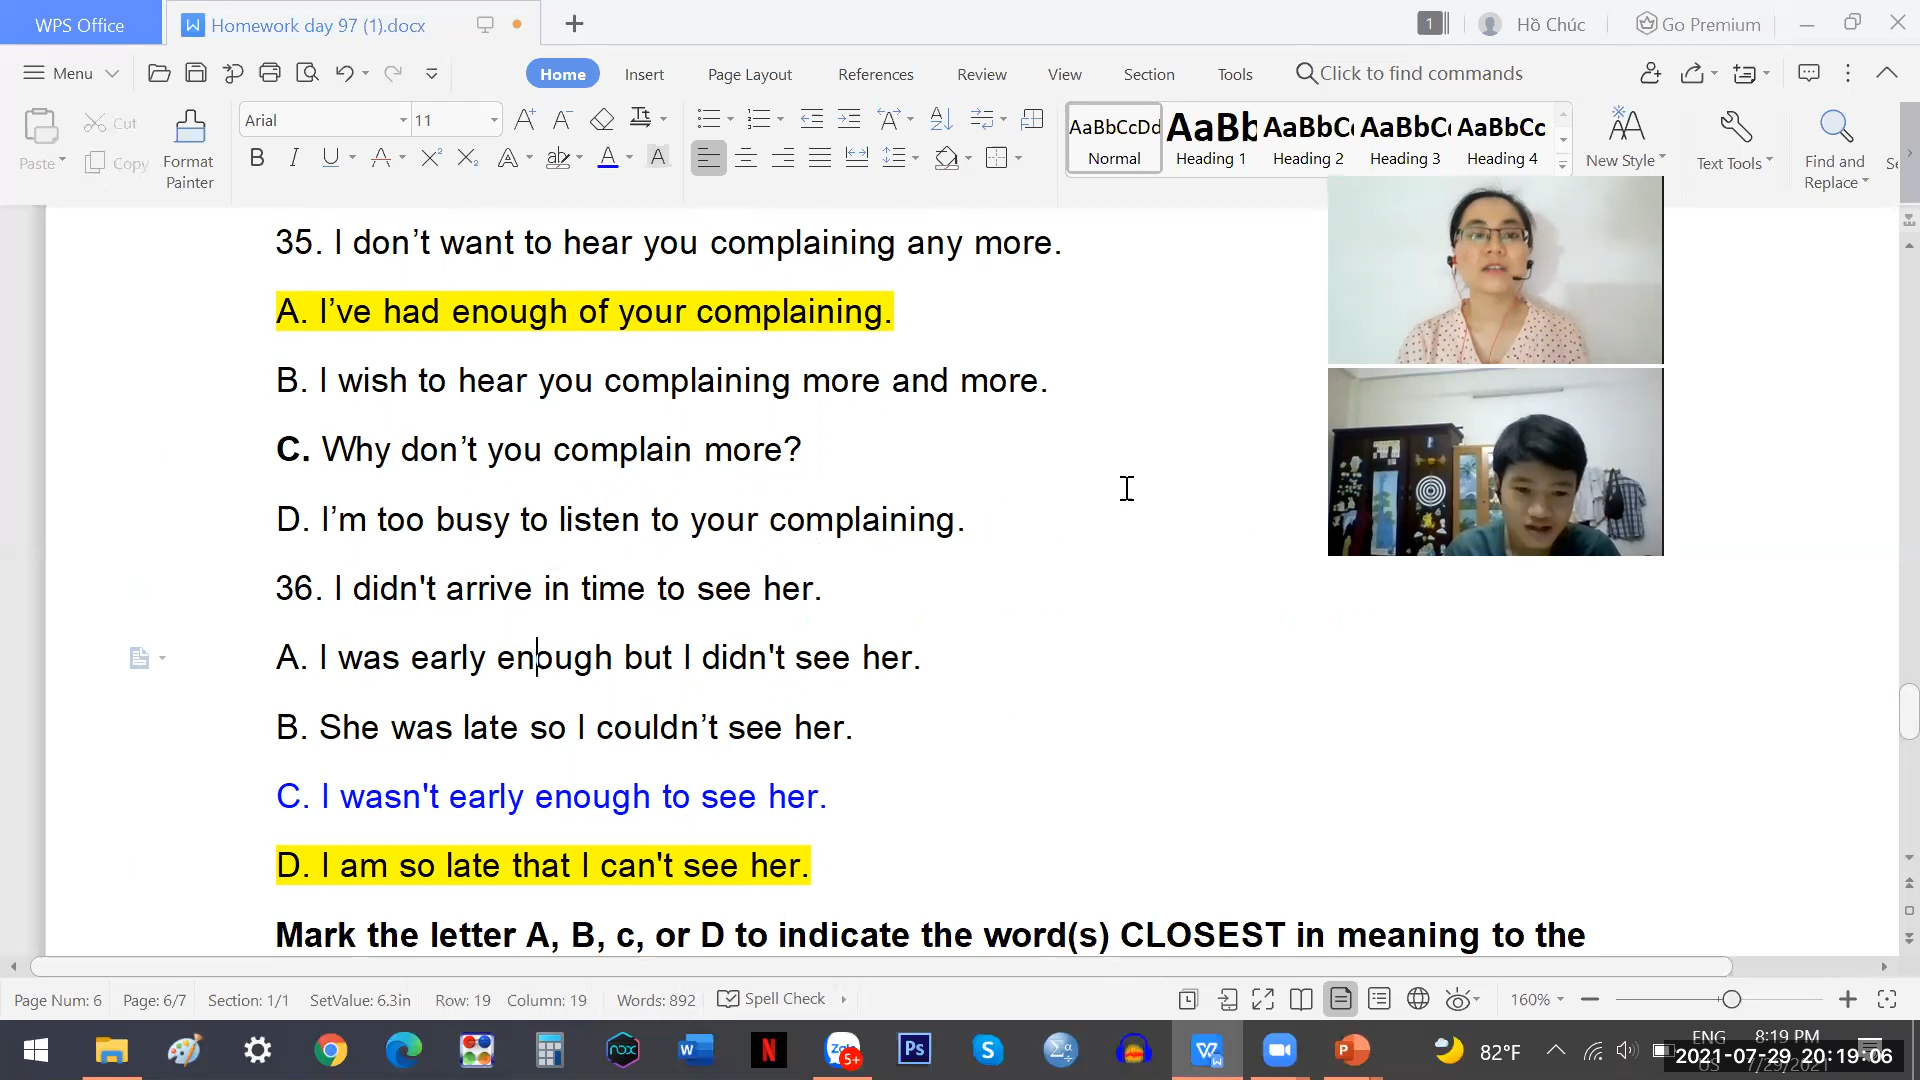 WPS Office
Homework day 97 (1).docx
1
Hồ Chúc
Go Premium
Menu
Home
Insert
Page Layout
References
Review
View
Section
Tools
Click to find commands
Paste
Cut
Copy
Format
Painter
Arial
11
AaBbCcDd
Normal
AaBb
Heading 1
AaBbC
Heading 2
AaBbC
Heading 3
AaBbCc
Heading 4
New Style
Text Tools
Find and
Replace
35. I don’t want to hear you complaining any more.
A. I’ve had enough of your complaining.
B. I wish to hear you complaining more and more.
C. Why don’t you complain more?
D. I’m too busy to listen to your complaining.
36. I didn't arrive in time to see her.
A. I was early enough but I didn't see her.
B. She was late so I couldn’t see her.
C. I wasn't early enough to see her.
D. I am so late that I can't see her.
Mark the letter A, B, c, or D to indicate the word(s) CLOSEST in meaning to the
Page Num: 6
Page: 6/7
Section: 1/1
SetValue: 6.3in
Row: 19
Column: 19
Words: 892
Spell Check
160%
nox
W
N
Zalo
5+
Ps
S
P
82°F
ENG
8:19 PM
2021-07-29 20:19:06